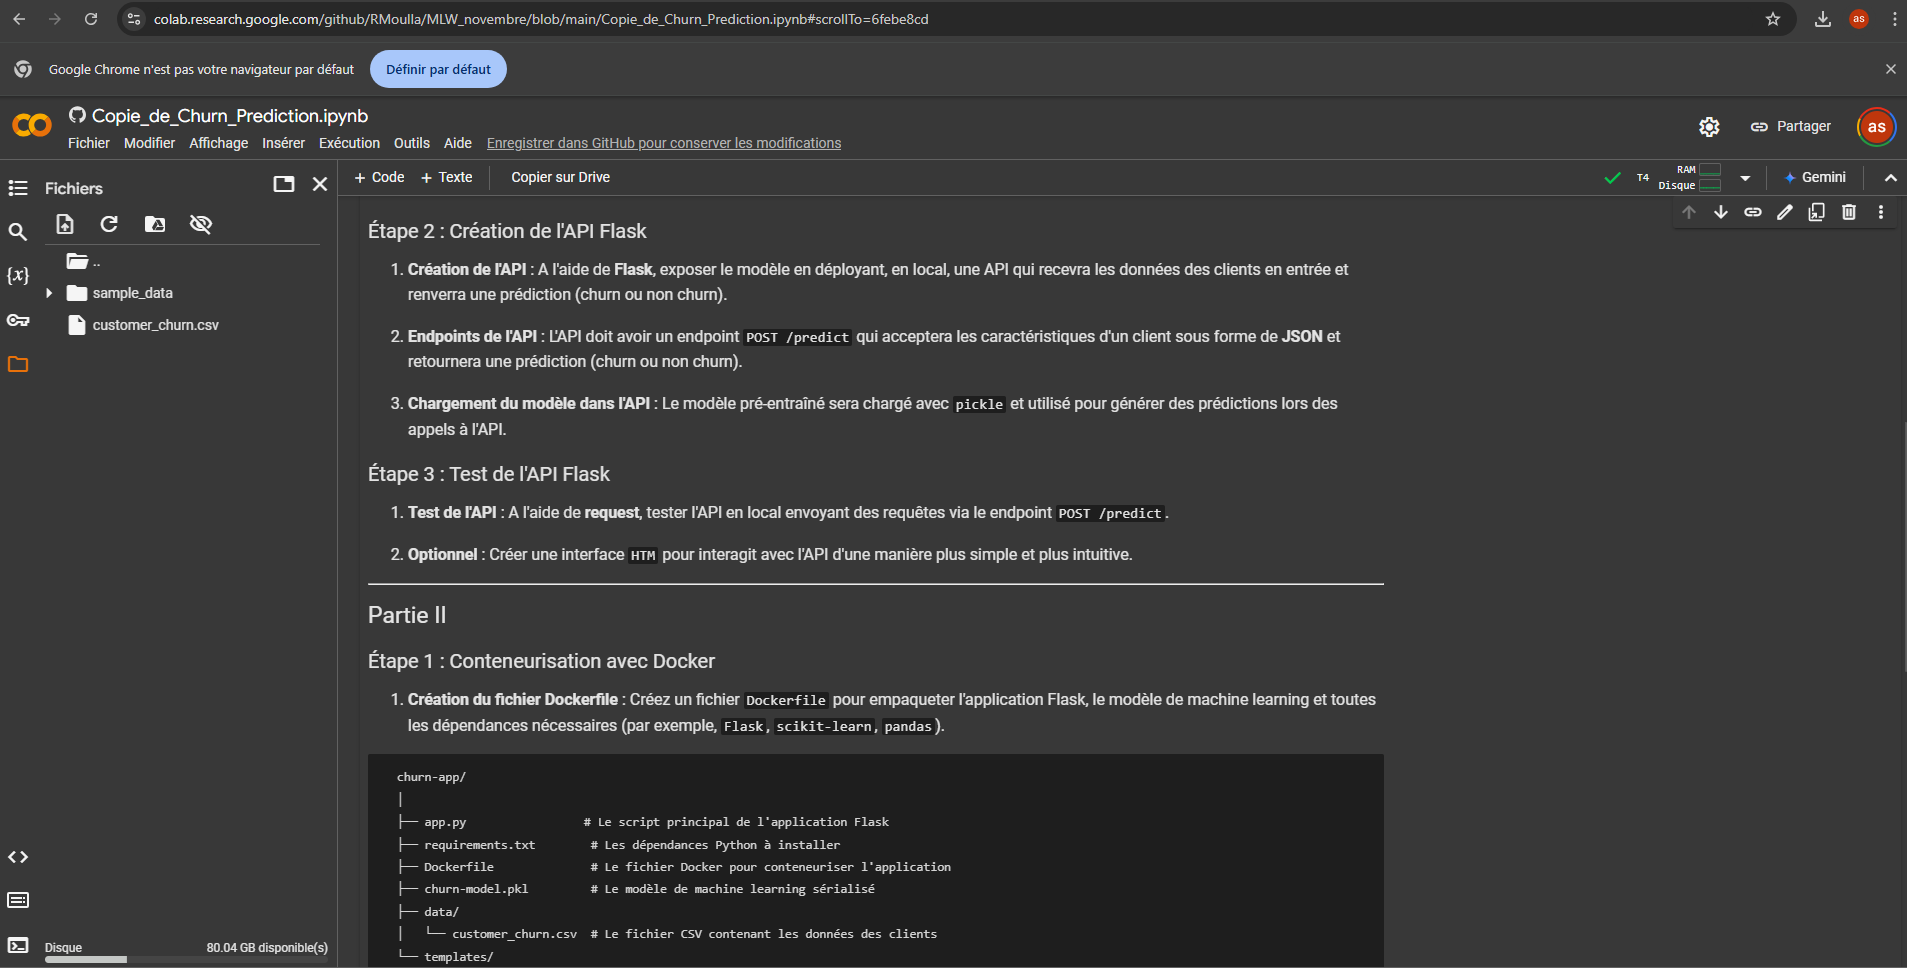 colab.research.google.com/github/RMoulla/MLW_novembre/blob/main/Copie_de_Churn_Prediction.ipynb#scrollTo=6febe8cd
as
Google Chrome n'est pas votre navigateur par défaut
Définir par défaut
Copie_de_Churn_Prediction.ipynb
Fichier Modifier Affichage Insérer Exécution Outils Aide Enregistrer dans GitHub pour conserver les modifications
Partager
as
Fichiers
+ Code + Texte Copier sur Drive
T4
RAM
Disque
Gemini
..
sample_data
customer_churn.csv
{x}
Disque 80.04 GB disponible(s)
Étape 2 : Création de l'API Flask
1. Création de l'API : A l'aide de Flask, exposer le modèle en déployant, en local, une API qui recevra les données des clients en entrée et
renverra une prédiction (churn ou non churn).
2. Endpoints de l'API : L'API doit avoir un endpoint POST /predict qui acceptera les caractéristiques d'un client sous forme de JSON et
retournera une prédiction (churn ou non churn).
3. Chargement du modèle dans l'API : Le modèle pré-entraîné sera chargé avec pickle et utilisé pour générer des prédictions lors des
appels à l'API.
Étape 3 : Test de l'API Flask
1. Test de l'API : A l'aide de request, tester l'API en local envoyant des requêtes via le endpoint POST /predict.
2. Optionnel : Créer une interface HTM pour interagit avec l'API d'une manière plus simple et plus intuitive.
Partie II
Étape 1 : Conteneurisation avec Docker
1. Création du fichier Dockerfile : Créez un fichier Dockerfile pour empaqueter l'application Flask, le modèle de machine learning et toutes
les dépendances nécessaires (par exemple, Flask, scikit-learn, pandas).
churn-app/
│
├── app.py # Le script principal de l'application Flask
├── requirements.txt # Les dépendances Python à installer
├── Dockerfile # Le fichier Docker pour conteneuriser l'application
├── churn-model.pkl # Le modèle de machine learning sérialisé
├── data/
│ └── customer_churn.csv # Le fichier CSV contenant les données des clients
└── templates/